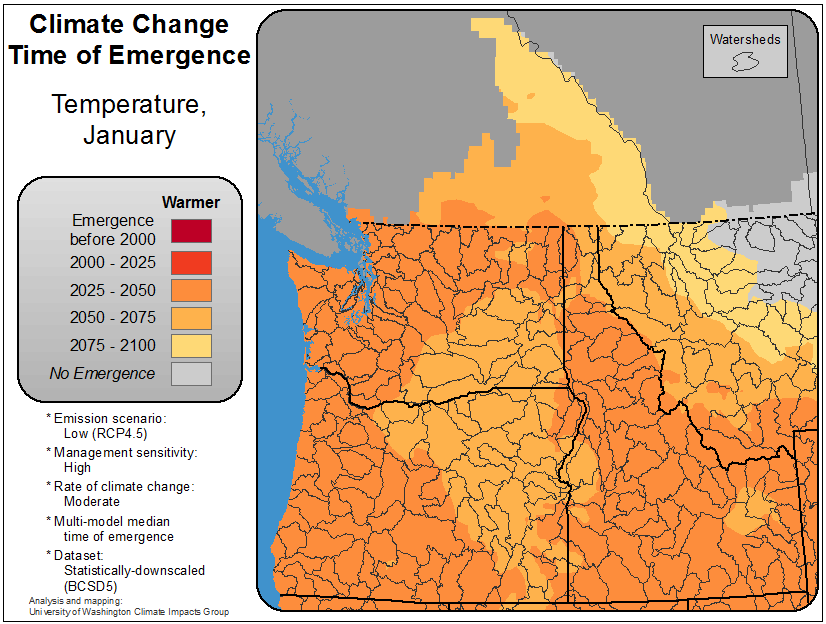 Climate Change
Time of Emergence
Temperature,
January
Warmer
Emergence
before 2000
2000 - 2025
2025 - 2050
2050 - 2075
2075 - 2100
No Emergence
* Emission scenario:
Low (RCP4.5)
* Management sensitivity:
High
* Rate of climate change:
Moderate
* Multi-model median
time of emergence
* Dataset:
Statistically-downscaled
(BCSD5)
Analysis and mapping:
University of Washington Climate Impacts Group
Watersheds